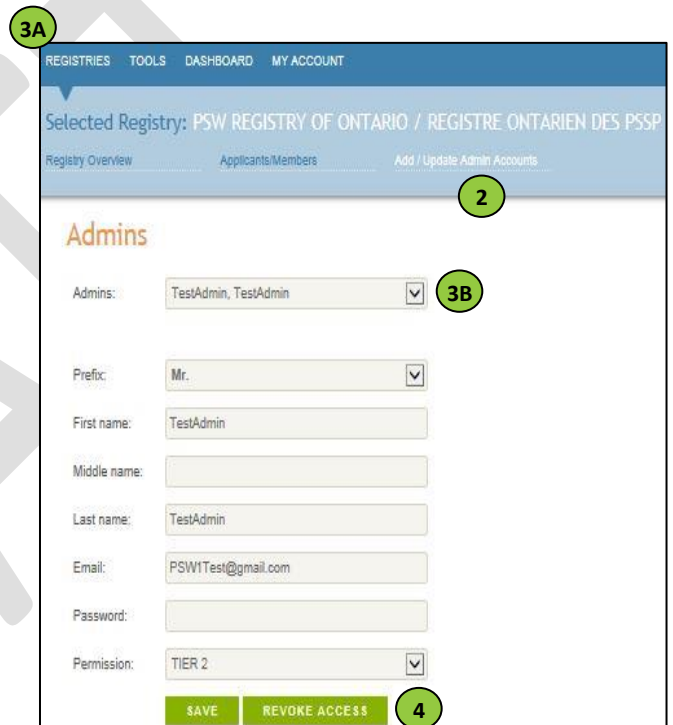 3A
REGISTRIES TOOLS DASHBOARD MY ACCOUNT
Selected Registry: PSW REGISTRY OF ONTARIO / REGISTRE ONTARIEN DES PSSP
Registry Overview Applicants/Members Add / Update Admin Accounts
2
Admins
Admins: TestAdmin, TestAdmin 3B
Prefix: Mr.
First name: TestAdmin
Middle name:
Last name: TestAdmin
Email: PSW1Test@gmail.com
Password:
Permission: TIER 2
SAVE REVOKE ACCESS 4